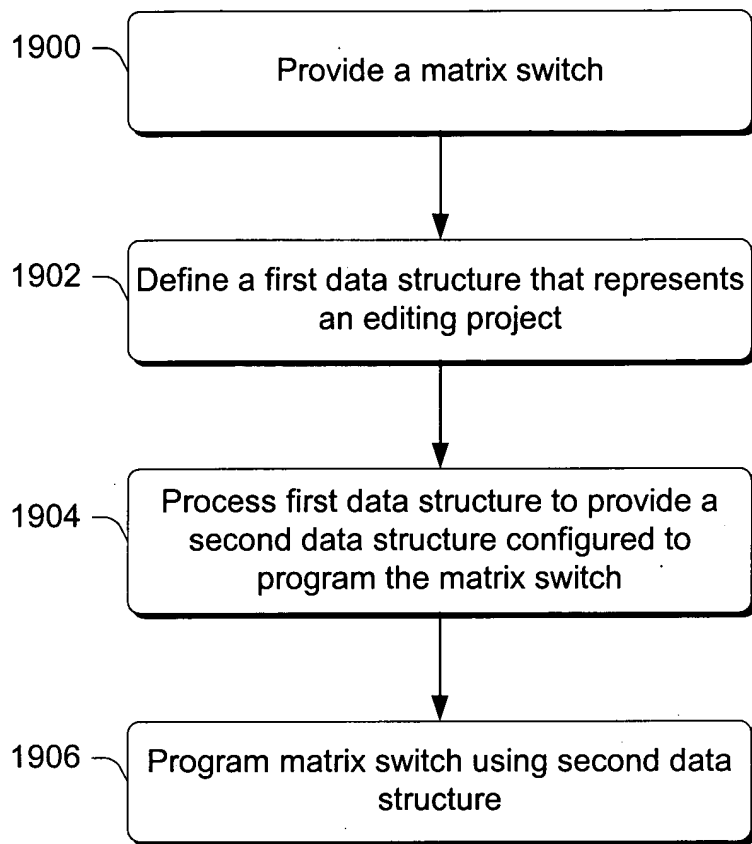 1900
Provide a matrix switch
1902
Define a first data structure that represents
an editing project
1904
Process first data structure to provide a
second data structure configured to
program the matrix switch
1906
Program matrix switch using second data
structure